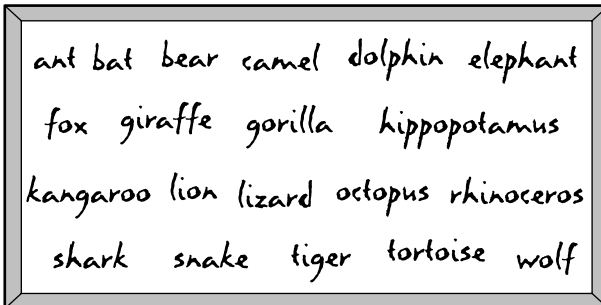 ant bat bear camel dolphin elephant
fox giraffe gorilla hippopotamus
kangaroo lion lizard octopus rhinoceros
shark snake tiger tortoise wolf